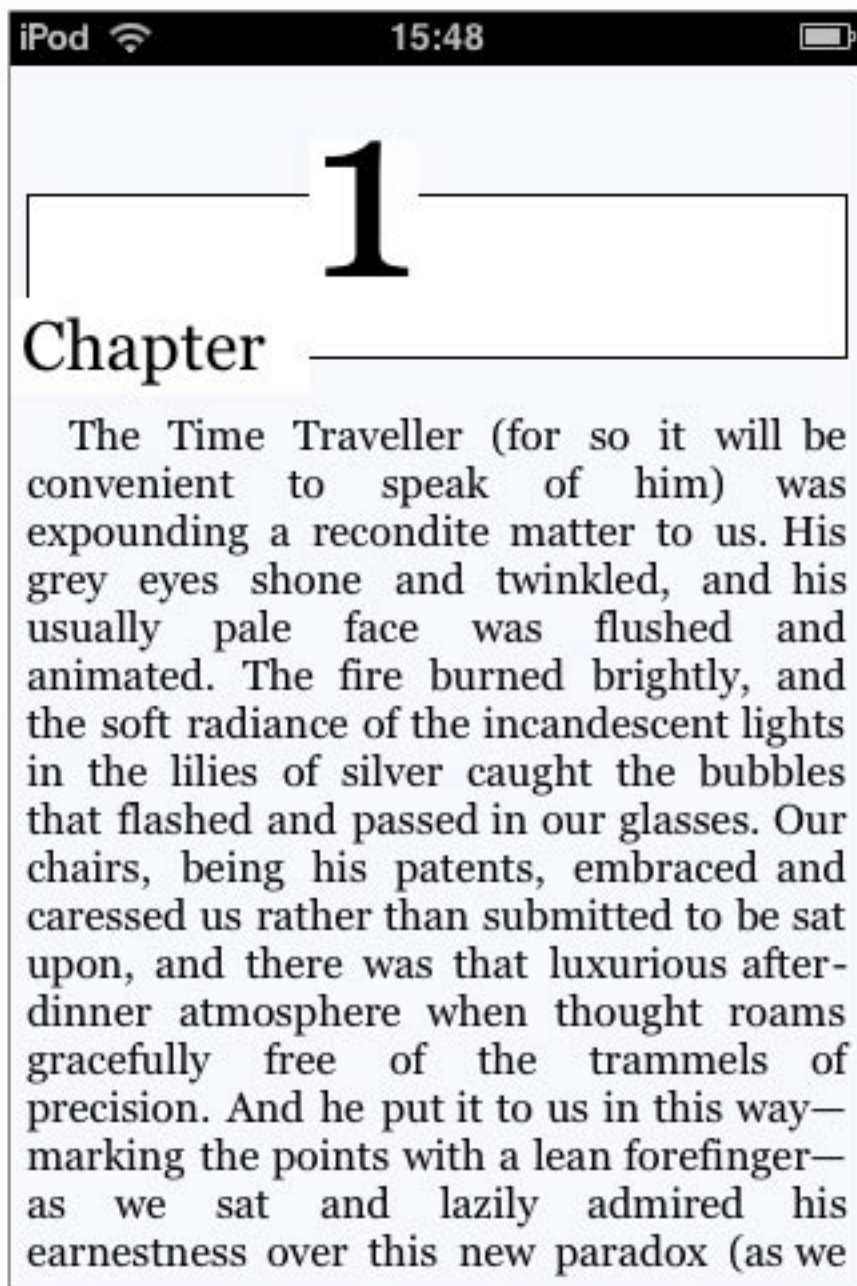 iPod 15:48
1
Chapter
The Time Traveller (for so it will be
convenient to speak of him) was
expounding a recondite matter to us. His
grey eyes shone and twinkled, and his
usually pale face was flushed and
animated. The fire burned brightly, and
the soft radiance of the incandescent lights
in the lilies of silver caught the bubbles
that flashed and passed in our glasses. Our
chairs, being his patents, embraced and
caressed us rather than submitted to be sat
upon, and there was that luxurious after-
dinner atmosphere when thought roams
gracefully free of the trammels of
precision. And he put it to us in this way—
marking the points with a lean forefinger—
as we sat and lazily admired his
earnestness over this new paradox (as we